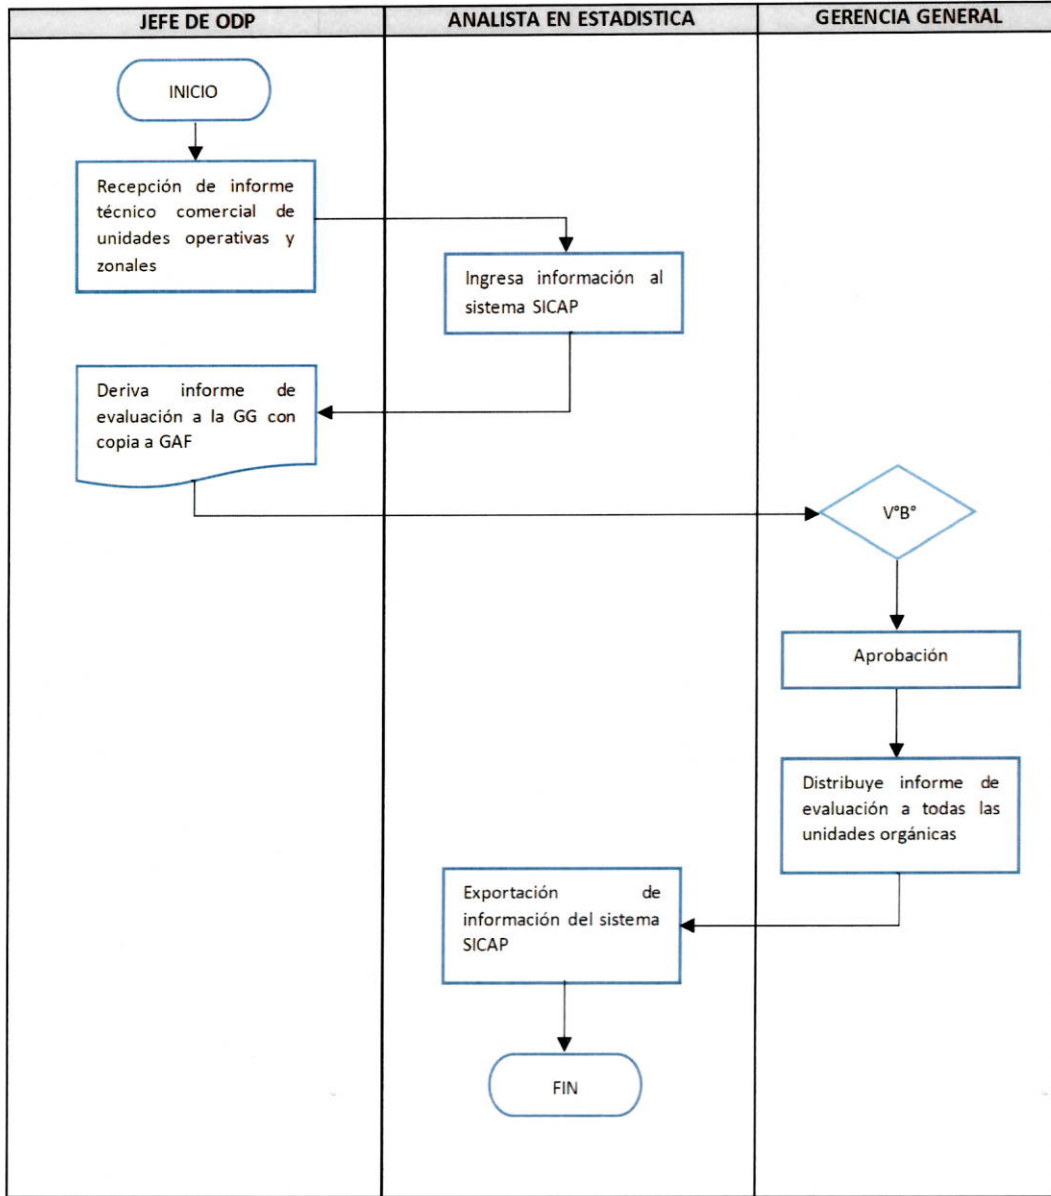 JEFE DE ODP
ANALISTA EN ESTADISTICA
GERENCIA GENERAL
INICIO
Recepción de informe
técnico comercial de
unidades operativas y
zonales
Ingresa información al
sistema SICAP
Deriva informe de
evaluación a la GG con
copia a GAF
V°B°
Aprobación
Distribuye informe de
evaluación a todas las
unidades orgánicas
Exportación de
información del sistema
SICAP
FIN